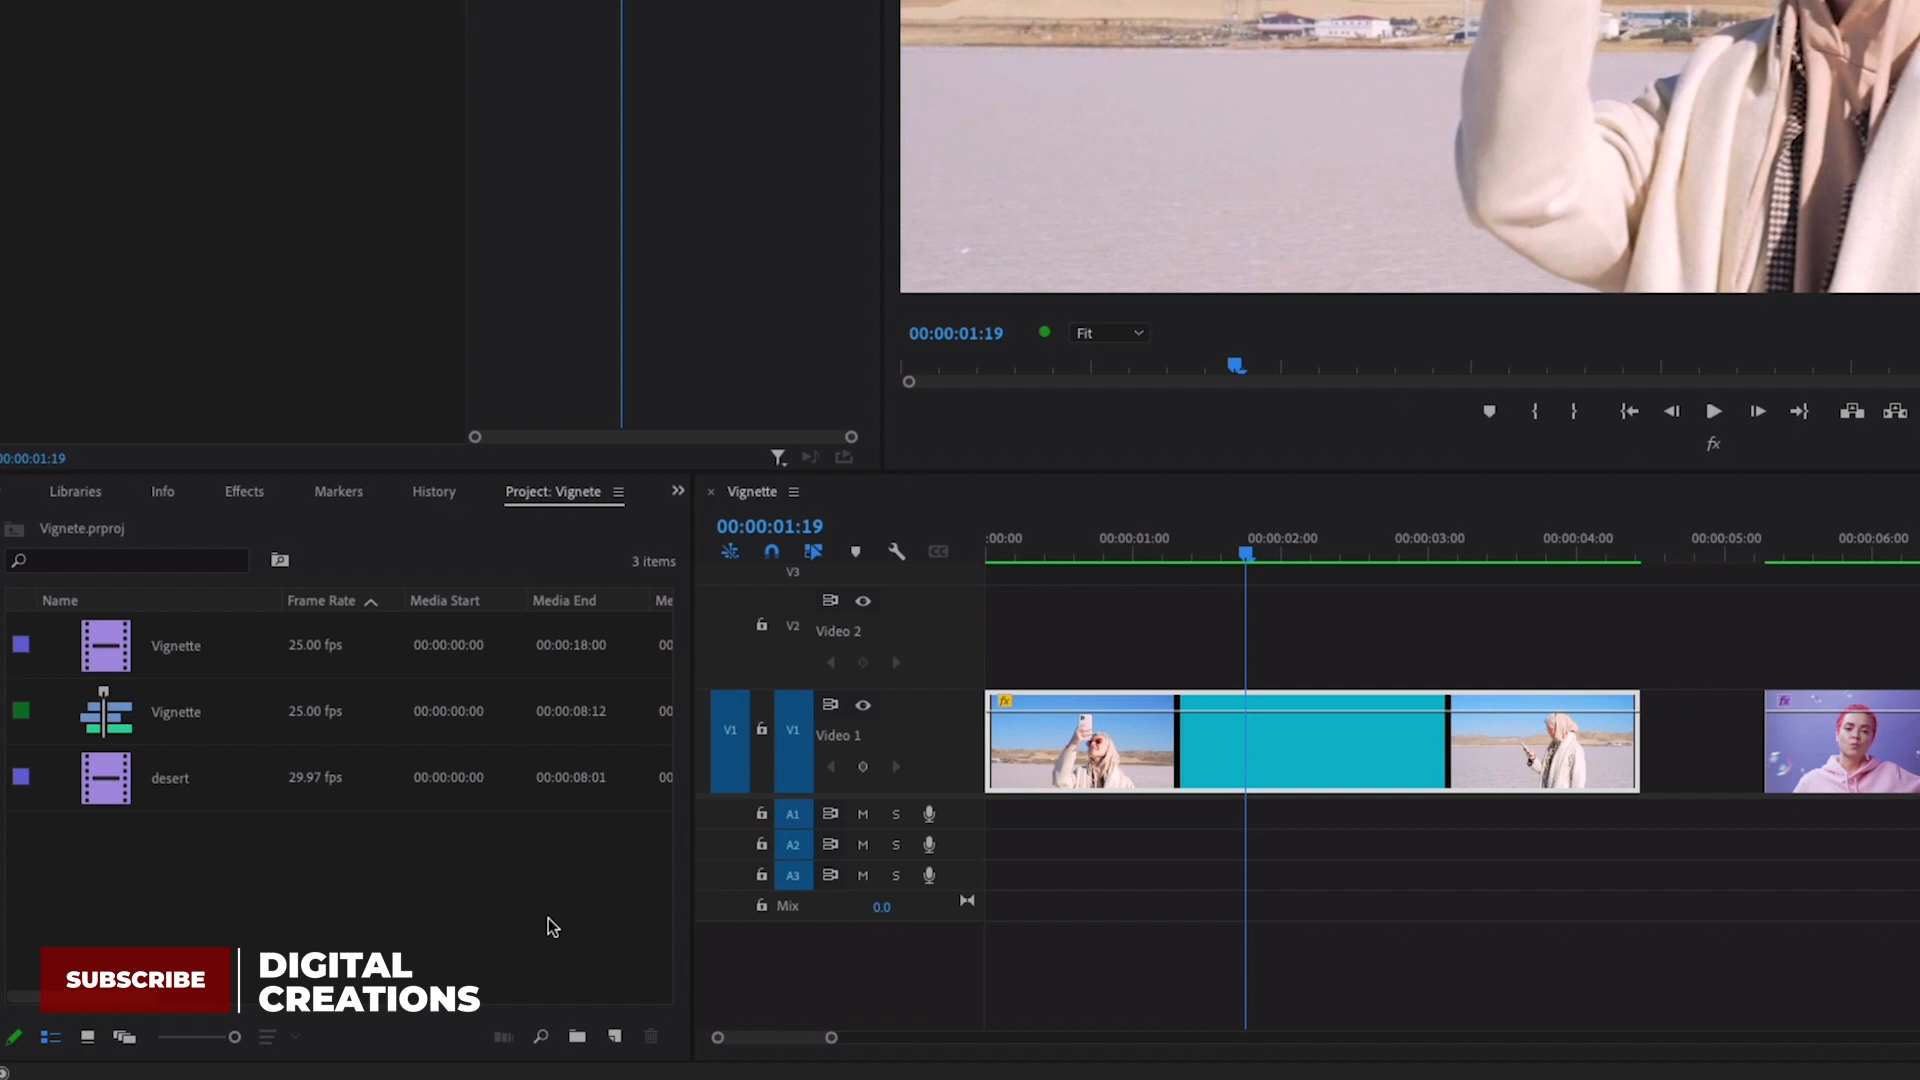 00:00:01:19
Fit
fx
00:00:01:19
Libraries
Info
Effects
Markers
History
Project: Vignete
Vignete.prproj
3 items
Name
Frame Rate
Media Start
Media End
Me
Vignette
25.00 fps
00:00:00:00
00:00:18:00
00
Vignette
25.00 fps
00:00:00:00
00:00:08:12
00
desert
29.97 fps
00:00:00:00
00:00:08:01
00
SUBSCRIBE
DIGITAL
CREATIONS
Vignette
00:00:01:19
:00:00
00:00:01:00
00:00:02:00
00:00:03:00
00:00:04:00
00:00:05:00
00:00:06:00
CC
V3
V2
Video 2
V1
V1
Video 1
fx
fx
A1
M
S
A2
M
S
A3
M
S
Mix
0.0